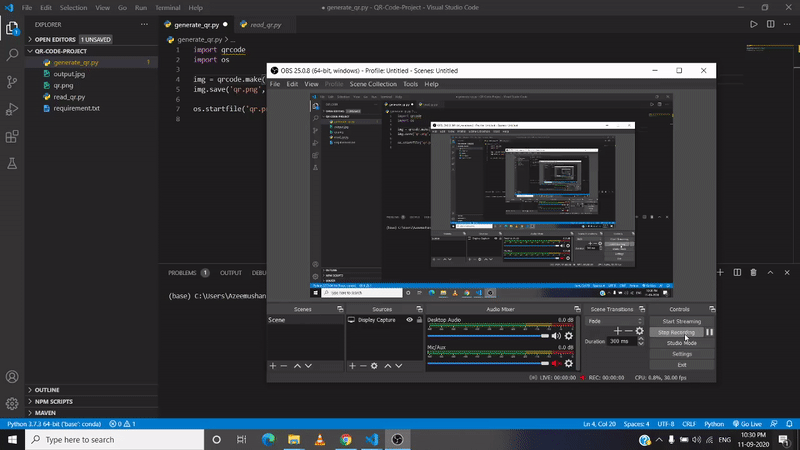 File Edit Selection View Go Run Terminal Help
● generate_qr.py - QR-Code-Project - Visual Studio Code
EXPLORER
generate_qr.py ●
read_qr.py
OPEN EDITORS 1 UNSAVED
generate_qr.py > ...
QR-CODE-PROJECT
generate_qr.py 1
output.jpg
qr.png
read_qr.py
requirement.txt
1 import qrcode
2 import os
3
4 img = qrcode.make(
5 img.save('qr.png',
6
7 os.startfile('qr.p
OBS 25.0.8 (64-bit, windows) - Profile: Untitled - Scenes: Untitled
File Edit View Profile Scene Collection Tools Help
PROBLEMS 1 OUTPUT
(base) C:\Users\Azeemushan
Scenes
Scene
Sources
Display Capture
Audio Mixer
Desktop Audio 0.0 dB
Mic/Aux 0.0 dB
Scene Transitions
Fade
Duration 300 ms
Controls
Start Streaming
Stop Recording
Studio Mode
Settings
Exit
LIVE: 00:00:00 REC: 00:00:00 CPU: 0.8%, 30.00 fps
OUTLINE
NPM SCRIPTS
MAVEN
Python 3.7.3 64-bit ('base': conda) 0 1
Ln 4, Col 20 Spaces: 4 UTF-8 CRLF Python Go Live
Type here to search
ENG
10:30 PM
11-09-2020